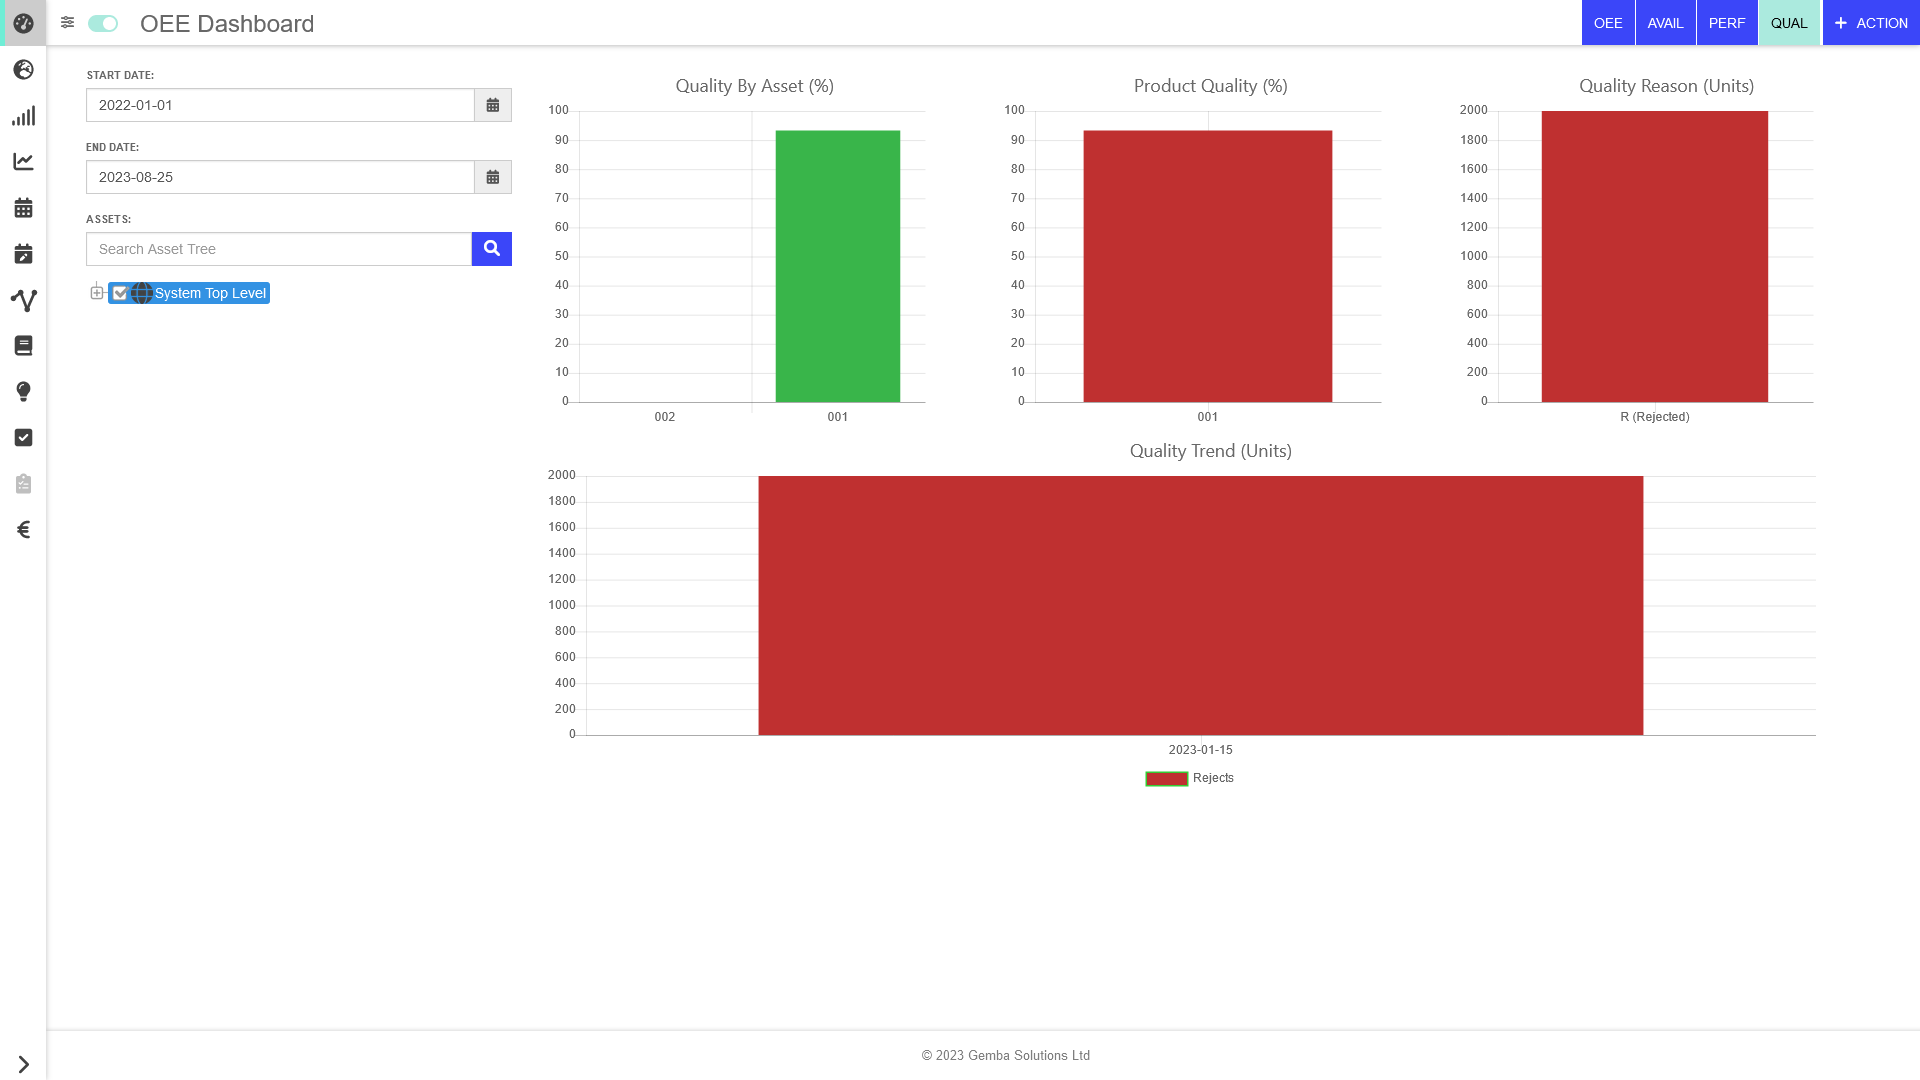 OEE Dashboard
OEE
AVAIL
PERF
QUAL
ACTION
START DATE:
2022-01-01
END DATE:
2023-08-25
ASSETS:
Search Asset Tree
System Top Level
Quality By Asset (%)
100
90
80
70
60
50
40
30
20
10
0
002
001
Product Quality (%)
100
90
80
70
60
50
40
30
20
10
0
001
Quality Reason (Units)
2000
1800
1600
1400
1200
1000
800
600
400
200
0
R (Rejected)
Quality Trend (Units)
2000
1800
1600
1400
1200
1000
800
600
400
200
0
2023-01-15
Rejects
© 2023 Gemba Solutions Ltd